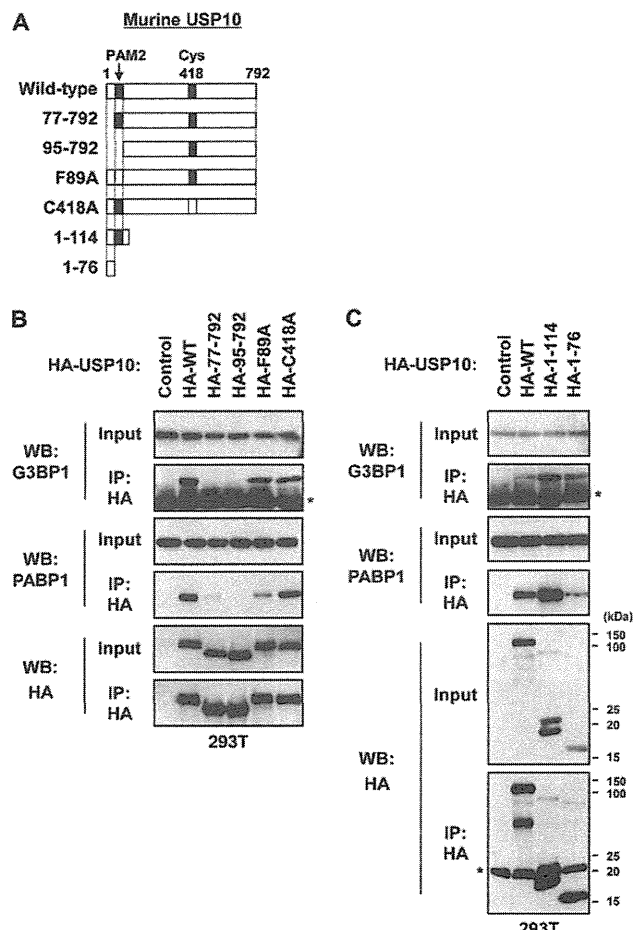 A
Murine USP10
PAM2 Cys
1 418 792
Wild-type
77-792
95-792
F89A
C418A
1-114
1-76
B
HA-USP10:
Control
HA-WT
HA-77-792
HA-95-792
HA-F89A
HA-C418A
WB:
G3BP1
Input
IP:
HA
*
WB:
PABP1
Input
IP:
HA
WB:
HA
Input
IP:
HA
293T
C
HA-USP10:
Control
HA-WT
HA-1-114
HA-1-76
WB:
G3BP1
Input
IP:
HA
*
WB:
PABP1
Input
IP:
HA
(kDa)
WB:
HA
Input
150
100
25
20
15
IP:
HA
150
100
25
* 20
15
293T